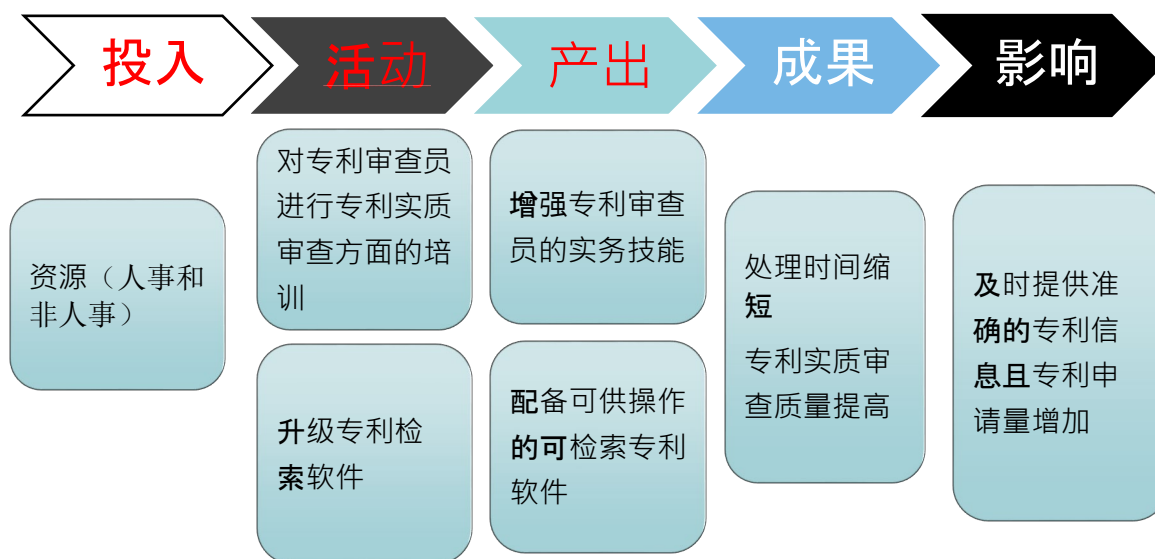 投入
活动
产出
成果
影响
资源（人事和
非人事）
对专利审查员
进行专利实质
审查方面的培
训
升级专利检
索软件
增强专利审查
员的实务技能
配备可供操作
的可检索专利
软件
处理时间缩
短
专利实质审
查质量提高
及时提供准
确的专利信
息且专利申
请量增加